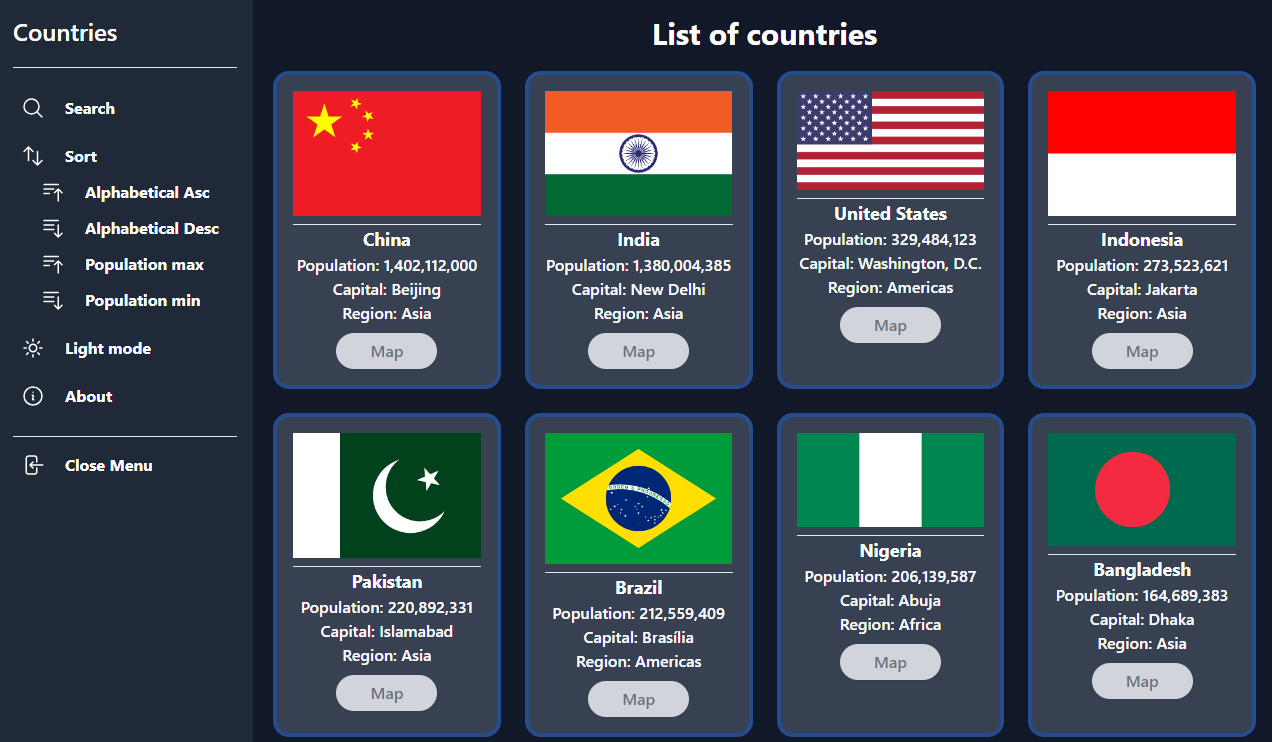 Countries
Search
Sort
Alphabetical Asc
Alphabetical Desc
Population max
Population min
Light mode
About
Close Menu
List of countries
China
Population: 1,402,112,000
Capital: Beijing
Region: Asia
Map
India
Population: 1,380,004,385
Capital: New Delhi
Region: Asia
Map
United States
Population: 329,484,123
Capital: Washington, D.C.
Region: Americas
Map
Indonesia
Population: 273,523,621
Capital: Jakarta
Region: Asia
Map
Pakistan
Population: 220,892,331
Capital: Islamabad
Region: Asia
Map
Brazil
Population: 212,559,409
Capital: Brasília
Region: Americas
Map
Nigeria
Population: 206,139,587
Capital: Abuja
Region: Africa
Map
Bangladesh
Population: 164,689,383
Capital: Dhaka
Region: Asia
Map